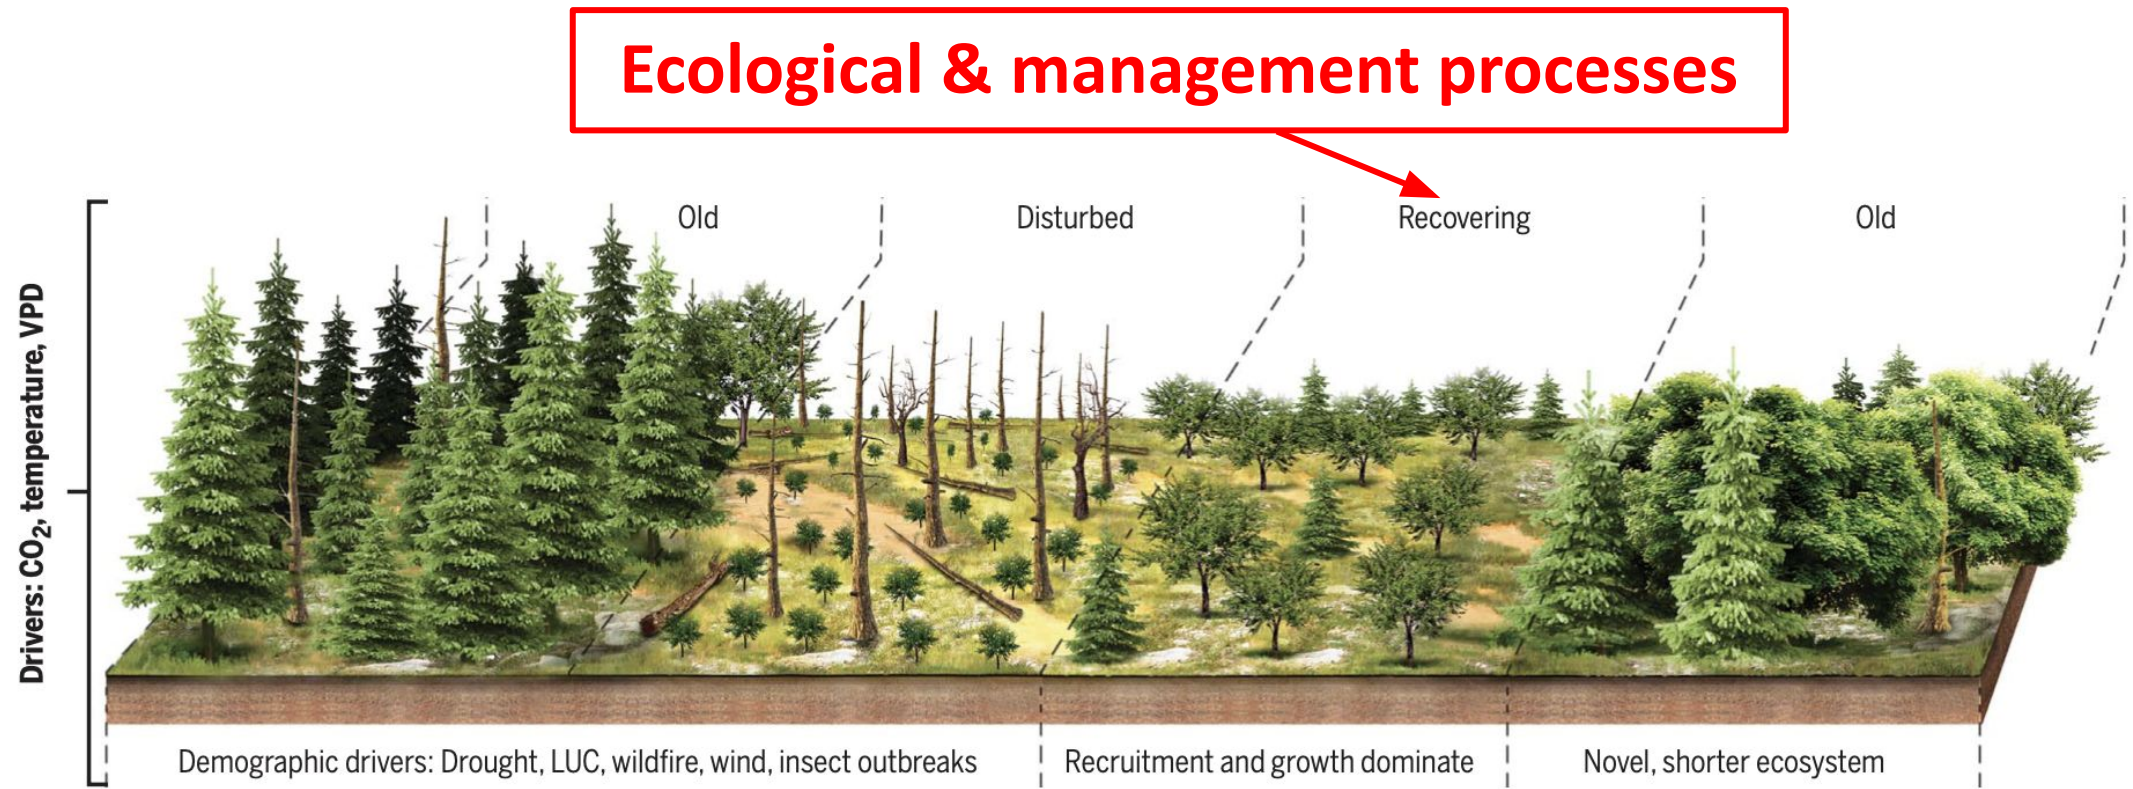 Ecological & management processes
Old
Disturbed
Recovering
Old
Drivers: CO₂, temperature, VPD
Demographic drivers: Drought, LUC, wildfire, wind, insect outbreaks
Recruitment and growth dominate
Novel, shorter ecosystem